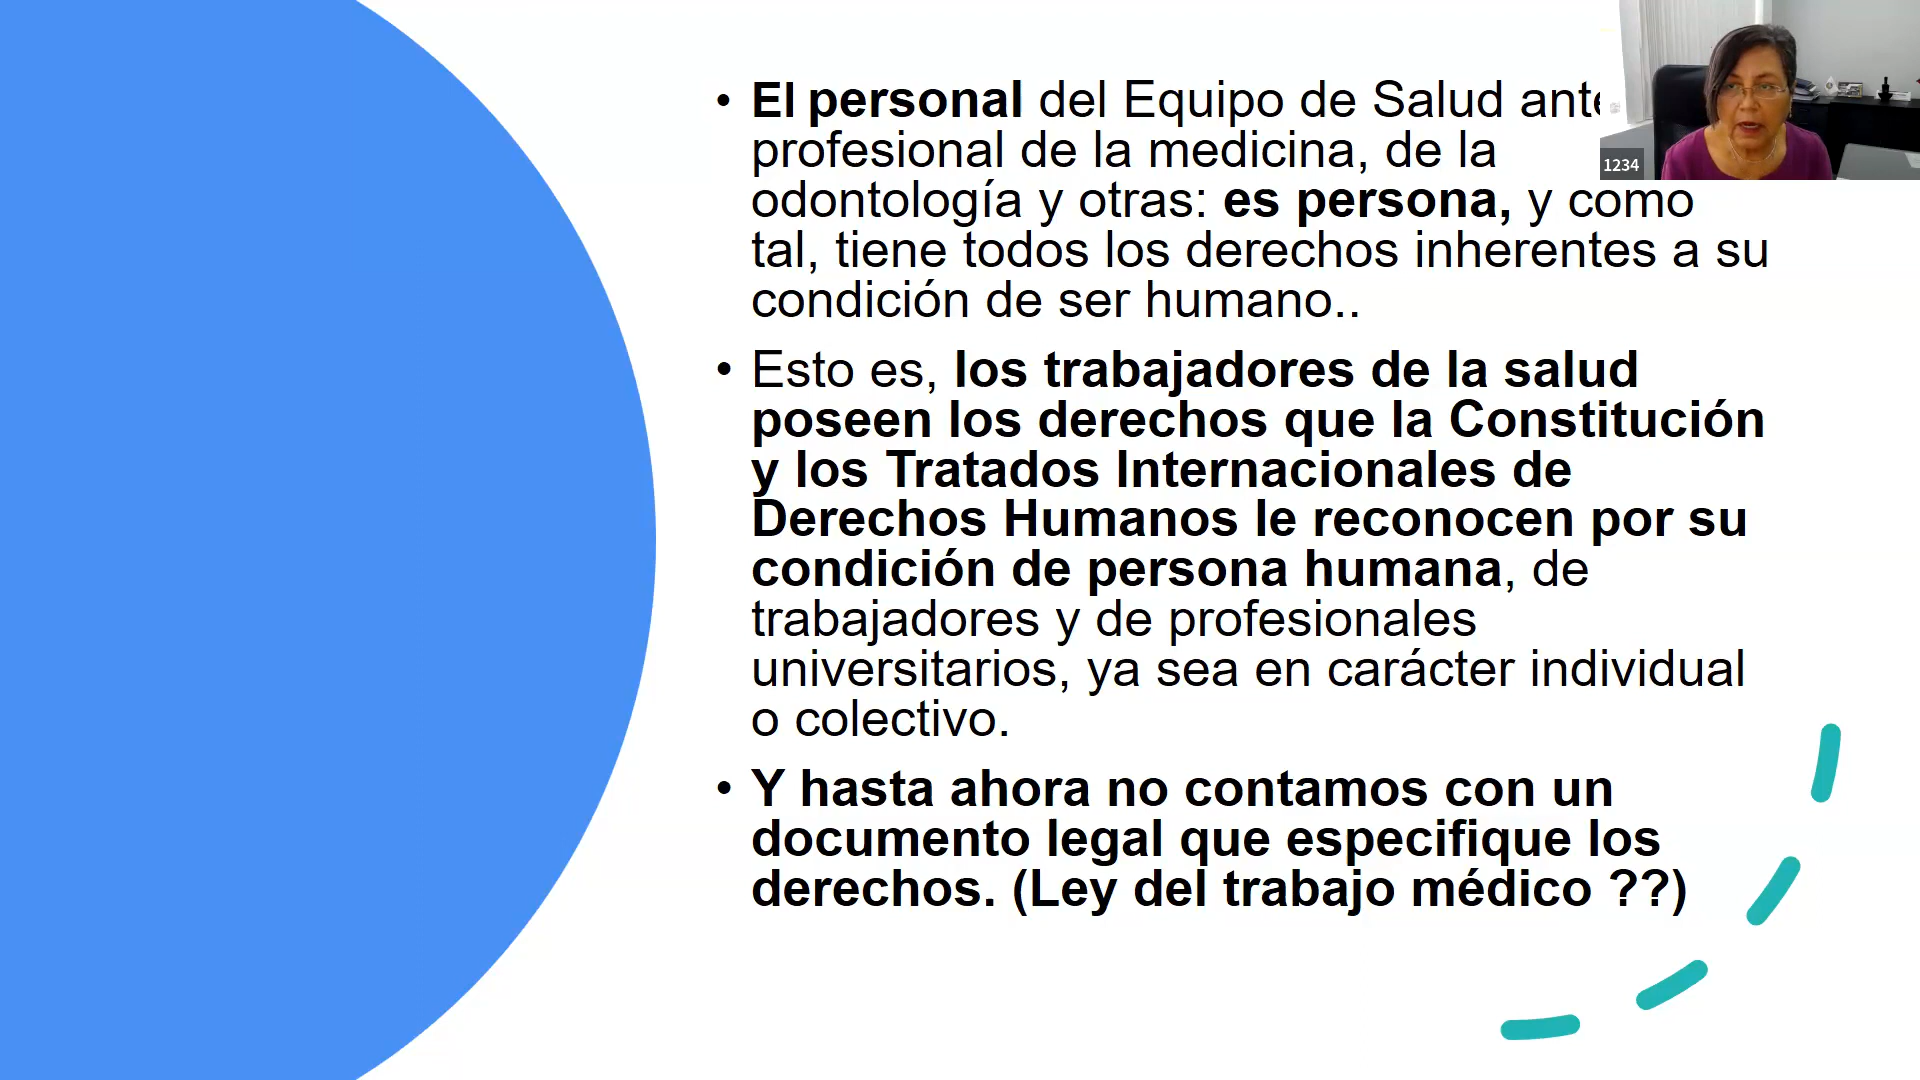 • El personal del Equipo de Salud ante
profesional de la medicina, de la
odontología y otras: es persona, y como
tal, tiene todos los derechos inherentes a su
condición de ser humano..
• Esto es, los trabajadores de la salud
poseen los derechos que la Constitución
y los Tratados Internacionales de
Derechos Humanos le reconocen por su
condición de persona humana, de
trabajadores y de profesionales
universitarios, ya sea en carácter individual
o colectivo.
• Y hasta ahora no contamos con un
documento legal que especifique los
derechos. (Ley del trabajo médico ??)
1234